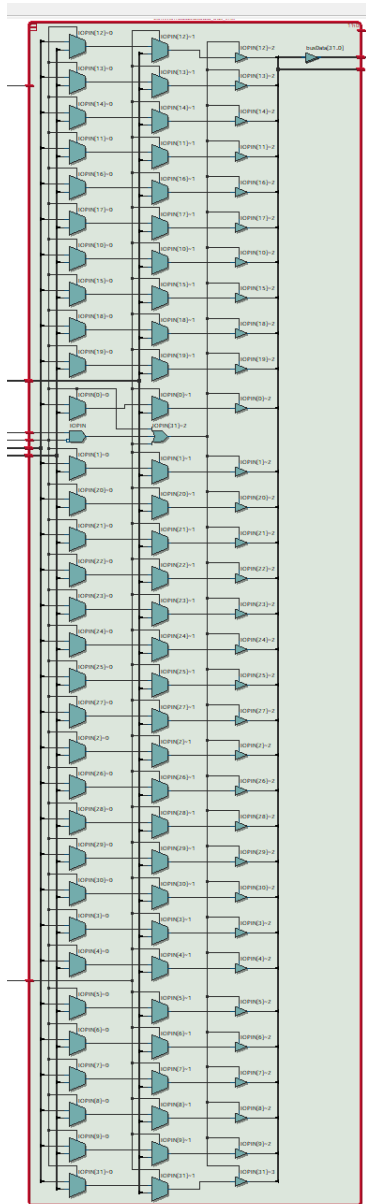 IOPIN[12]~0 IOPIN[12]~1 IOPIN[12]~2 busData[31..0]
IOPIN[13]~0 IOPIN[13]~1 IOPIN[13]~2
IOPIN[14]~0 IOPIN[14]~1 IOPIN[14]~2
IOPIN[11]~0 IOPIN[11]~1 IOPIN[11]~2
IOPIN[16]~0 IOPIN[16]~1 IOPIN[16]~2
IOPIN[17]~0 IOPIN[17]~1 IOPIN[17]~2
IOPIN[10]~0 IOPIN[10]~1 IOPIN[10]~2
IOPIN[15]~0 IOPIN[15]~1 IOPIN[15]~2
IOPIN[18]~0 IOPIN[18]~1 IOPIN[18]~2
IOPIN[19]~0 IOPIN[19]~1 IOPIN[19]~2
IOPIN[0]~0 IOPIN[0]~1 IOPIN[0]~2
IOPIN IOPIN[31]~2
IOPIN[1]~0 IOPIN[1]~1 IOPIN[1]~2
IOPIN[20]~0 IOPIN[20]~1 IOPIN[20]~2
IOPIN[21]~0 IOPIN[21]~1 IOPIN[21]~2
IOPIN[22]~0 IOPIN[22]~1 IOPIN[22]~2
IOPIN[23]~0 IOPIN[23]~1 IOPIN[23]~2
IOPIN[24]~0 IOPIN[24]~1 IOPIN[24]~2
IOPIN[25]~0 IOPIN[25]~1 IOPIN[25]~2
IOPIN[27]~0 IOPIN[27]~1 IOPIN[27]~2
IOPIN[2]~0 IOPIN[2]~1 IOPIN[2]~2
IOPIN[26]~0 IOPIN[26]~1 IOPIN[26]~2
IOPIN[28]~0 IOPIN[28]~1 IOPIN[28]~2
IOPIN[29]~0 IOPIN[29]~1 IOPIN[29]~2
IOPIN[30]~0 IOPIN[30]~1 IOPIN[30]~2
IOPIN[3]~0 IOPIN[3]~1 IOPIN[3]~2
IOPIN[4]~0 IOPIN[4]~1 IOPIN[4]~2
IOPIN[5]~0 IOPIN[5]~1 IOPIN[5]~2
IOPIN[6]~0 IOPIN[6]~1 IOPIN[6]~2
IOPIN[7]~0 IOPIN[7]~1 IOPIN[7]~2
IOPIN[8]~0 IOPIN[8]~1 IOPIN[8]~2
IOPIN[9]~0 IOPIN[9]~1 IOPIN[9]~2
IOPIN[31]~0 IOPIN[31]~1 IOPIN[31]~3